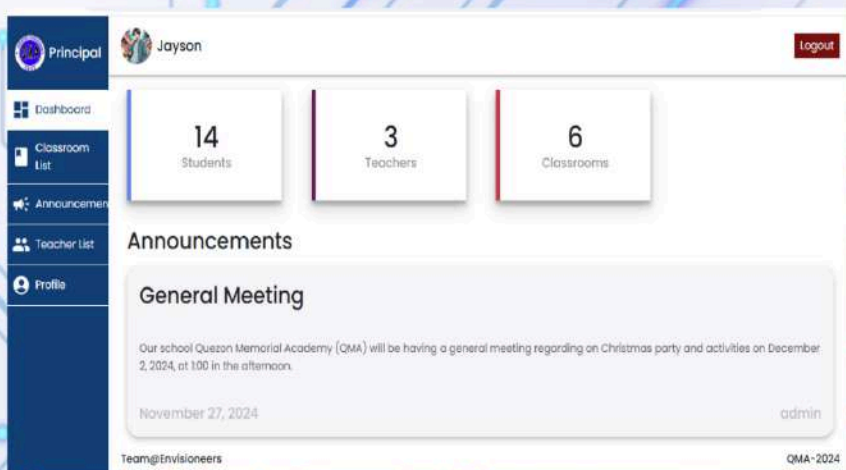 Principal
Jayson
Logout
Dashboard
Classroom
List
Announcemen
Teacher List
Profile
14
Students
3
Teachers
6
Classrooms
Announcements
General Meeting
Our school Quezon Memorial Academy (QMA) will be having a general meeting regarding on Christmas party and activities on December
2, 2024, at 1:00 in the afternoon.
November 27, 2024
admin
Team@Envisioneers
QMA-2024